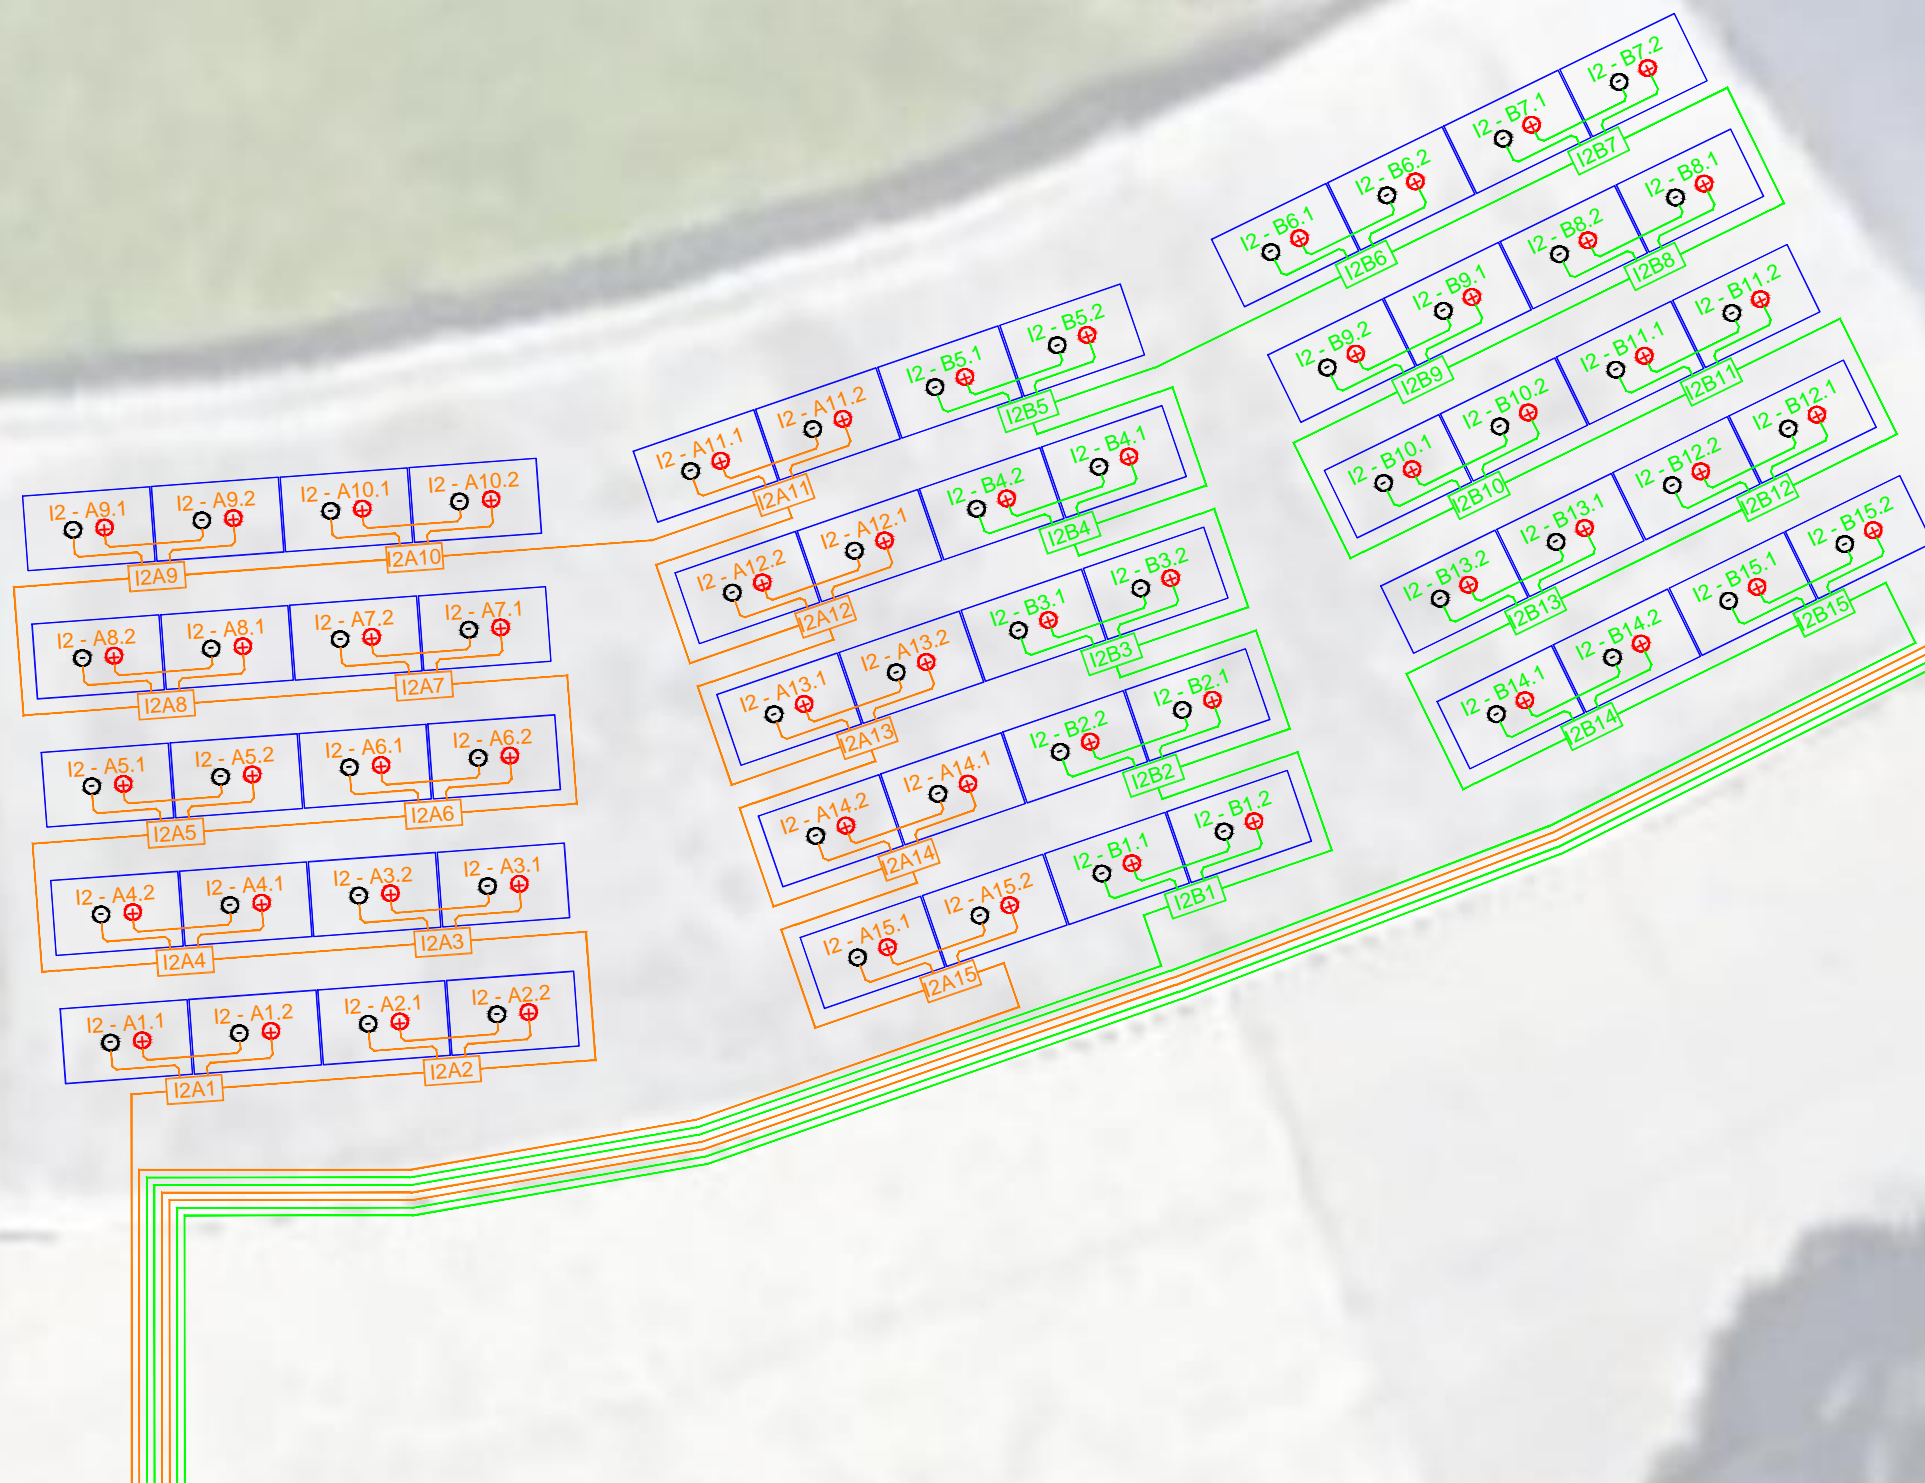 I2 - A9.1
I2 - A9.2
I2 - A10.1
I2 - A10.2
I2A9
I2A10
I2 - A8.2
I2 - A8.1
I2 - A7.2
I2 - A7.1
I2A8
I2A7
I2 - A5.1
I2 - A5.2
I2 - A6.1
I2 - A6.2
I2A5
I2A6
I2 - A4.2
I2 - A4.1
I2 - A3.2
I2 - A3.1
I2A4
I2A3
I2 - A1.1
I2 - A1.2
I2 - A2.1
I2 - A2.2
I2A1
I2A2
I2 - A11.1
I2 - A11.2
I2 - B5.1
I2 - B5.2
I2A11
I2B5
I2 - A12.2
I2 - A12.1
I2 - B4.2
I2 - B4.1
I2A12
I2B4
I2 - A13.1
I2 - A13.2
I2 - B3.1
I2 - B3.2
I2A13
I2B3
I2 - A14.2
I2 - A14.1
I2 - B2.2
I2 - B2.1
I2A14
I2B2
I2 - A15.1
I2 - A15.2
I2 - B1.1
I2 - B1.2
I2A15
I2B1
I2 - B6.1
I2 - B6.2
I2 - B7.1
I2 - B7.2
I2B6
I2B7
I2 - B9.2
I2 - B9.1
I2 - B8.2
I2 - B8.1
I2B9
I2B8
I2 - B10.1
I2 - B10.2
I2 - B11.1
I2 - B11.2
I2B10
I2B11
I2 - B13.2
I2 - B13.1
I2 - B12.2
I2 - B12.1
I2B13
I2B12
I2 - B14.1
I2 - B14.2
I2 - B15.1
I2 - B15.2
I2B14
I2B15